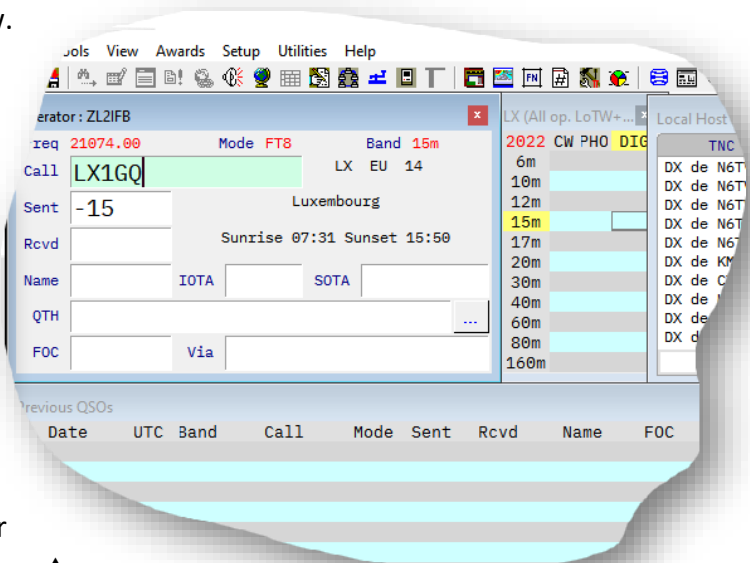 v.
ools View Awards Setup Utilities Help
FN
erator : ZL2IFB
req 21074.00 Mode FT8 Band 15m
Call LX1GQ LX EU 14
Sent -15 Luxembourg
Rcvd Sunrise 07:31 Sunset 15:50
Name IOTA SOTA
QTH ...
FOC Via
LX (All op. LoTW+...
2022 CW PHO DIG
6m
10m
12m
15m
17m
20m
30m
40m
60m
80m
160m
Local Host
TNC
DX de N6T
DX de N6T
DX de N6T
DX de N6T
DX de N6T
DX de KM
DX de C
DX de
DX de
DX d
Previous QSOs
Date UTC Band Call Mode Sent Rcvd Name FOC
r